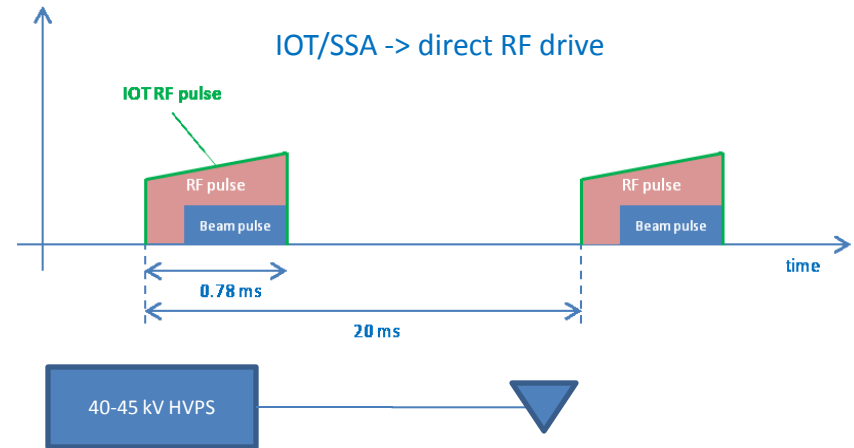 IOT/SSA -> direct RF drive
IOT RF pulse
RF pulse
RF pulse
Beam pulse
Beam pulse
time
0.78 ms
20 ms
40-45 kV HVPS